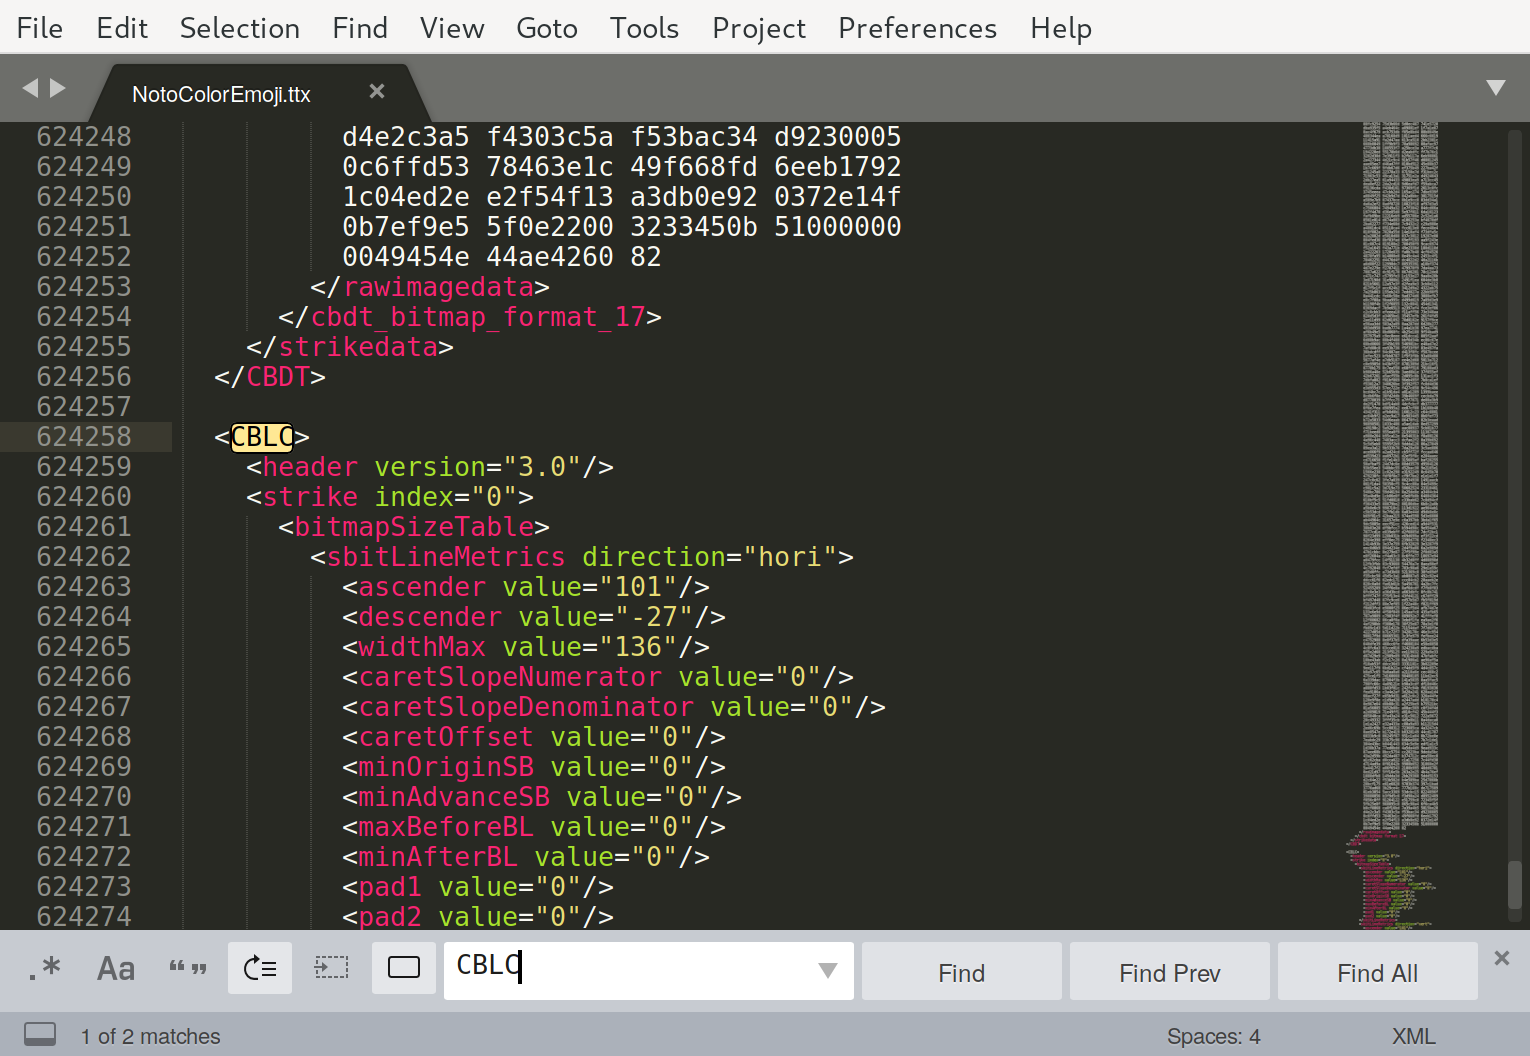 File Edit Selection Find View Goto Tools Project Preferences Help
NotoColorEmoji.ttx
624248 d4e2c3a5 f4303c5a f53bac34 d9230005
624249 0c6ffd53 78463e1c 49f668fd 6eeb1792
624250 1c04ed2e e2f54f13 a3db0e92 0372e14f
624251 0b7ef9e5 5f0e2200 3233450b 51000000
624252 0049454e 44ae4260 82
624253 </rawimagedata>
624254 </cbdt_bitmap_format_17>
624255 </strikedata>
624256 </CBDT>
624257
624258 <CBLC>
624259 <header version="3.0"/>
624260 <strike index="0">
624261 <bitmapSizeTable>
624262 <sbitLineMetrics direction="hori">
624263 <ascender value="101"/>
624264 <descender value="-27"/>
624265 <widthMax value="136"/>
624266 <caretSlopeNumerator value="0"/>
624267 <caretSlopeDenominator value="0"/>
624268 <caretOffset value="0"/>
624269 <minOriginSB value="0"/>
624270 <minAdvanceSB value="0"/>
624271 <maxBeforeBL value="0"/>
624272 <minAfterBL value="0"/>
624273 <pad1 value="0"/>
624274 <pad2 value="0"/>
.* Aa “” CBLC Find Find Prev Find All
1 of 2 matches Spaces: 4 XML